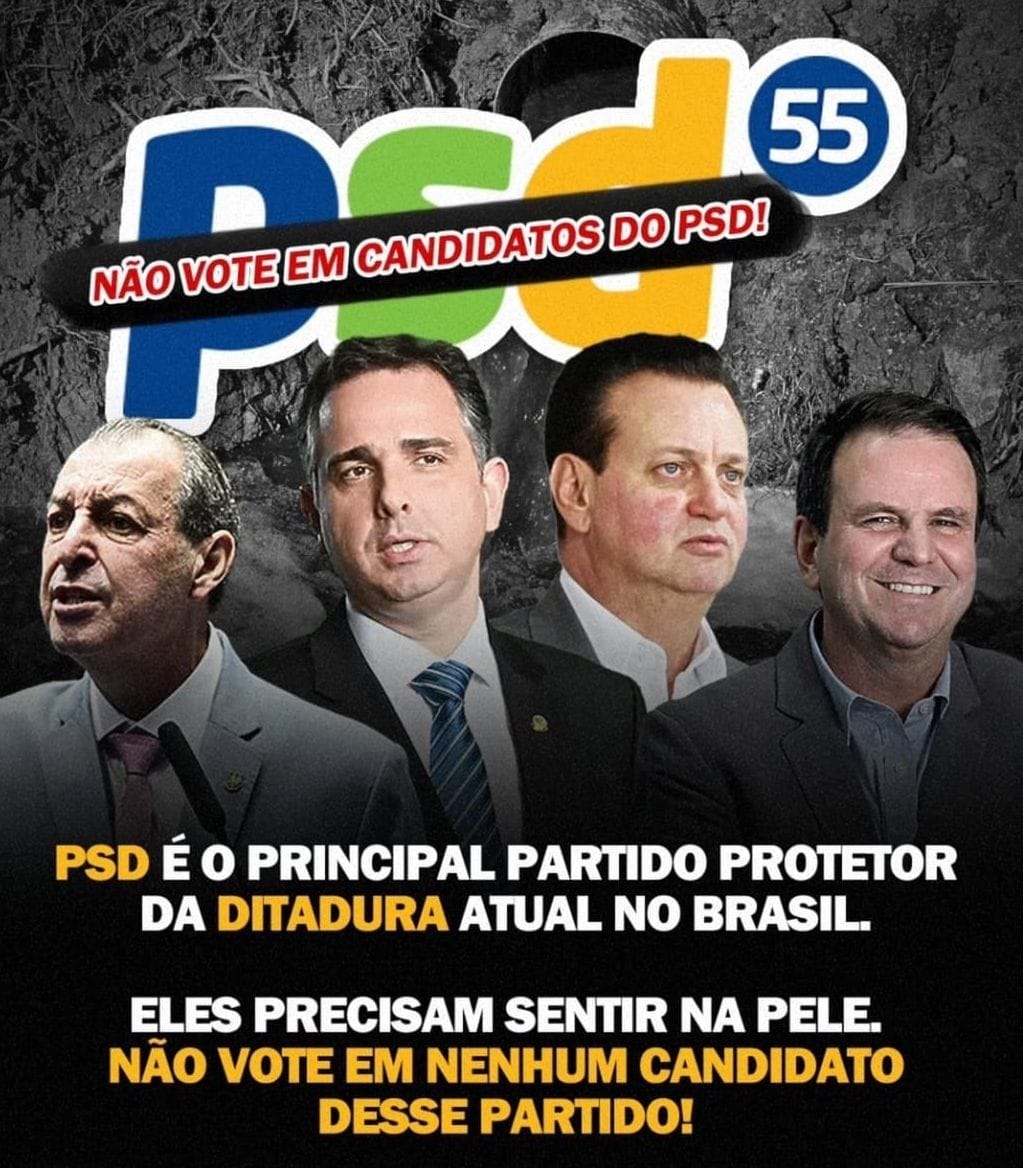 psd 55
NÃO VOTE EM CANDIDATOS DO PSD!
PSD É O PRINCIPAL PARTIDO PROTETOR
DA DITADURA ATUAL NO BRASIL.
ELES PRECISAM SENTIR NA PELE.
NÃO VOTE EM NENHUM CANDIDATO
DESSE PARTIDO!